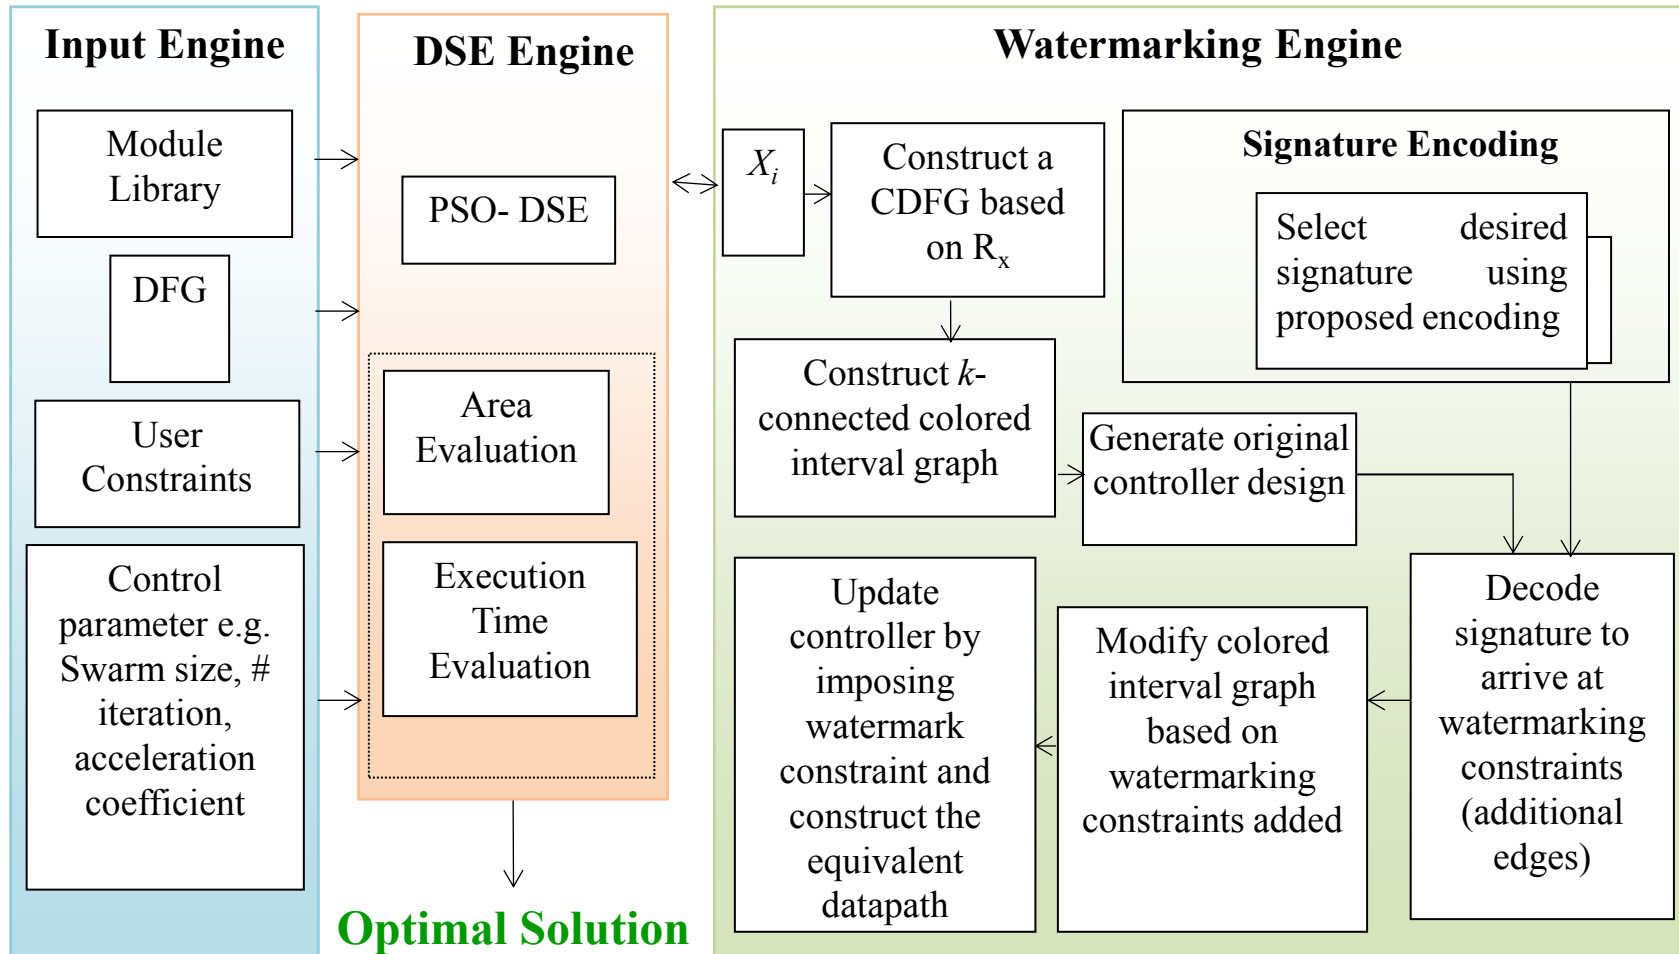 Input Engine
Module
Library
DFG
User
Constraints
Control
parameter e.g.
Swarm size, #
iteration,
acceleration
coefficient
DSE Engine
PSO- DSE
Area
Evaluation
Execution
Time
Evaluation
Optimal Solution
Watermarking Engine
Xi
Construct a
CDFG based
on Rx
Signature Encoding
Select desired
signature using
proposed encoding
Construct k-
connected colored
interval graph
Generate original
controller design
Decode
signature to
arrive at
watermarking
constraints
(additional
edges)
Modify colored
interval graph
based on
watermarking
constraints added
Update
controller by
imposing
watermark
constraint and
construct the
equivalent
datapath